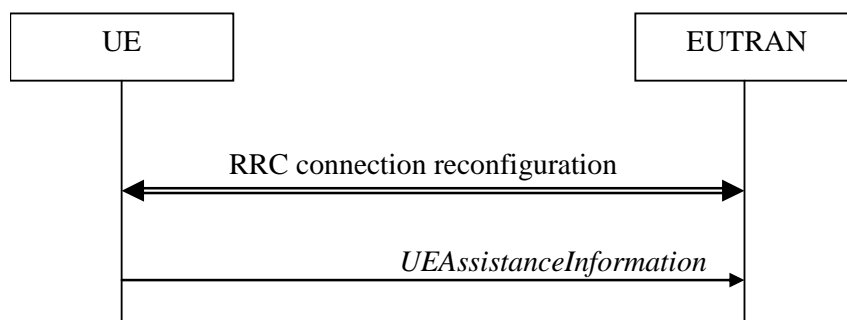 UE
EUTRAN
RRC connection reconfiguration
UEAssistanceInformation